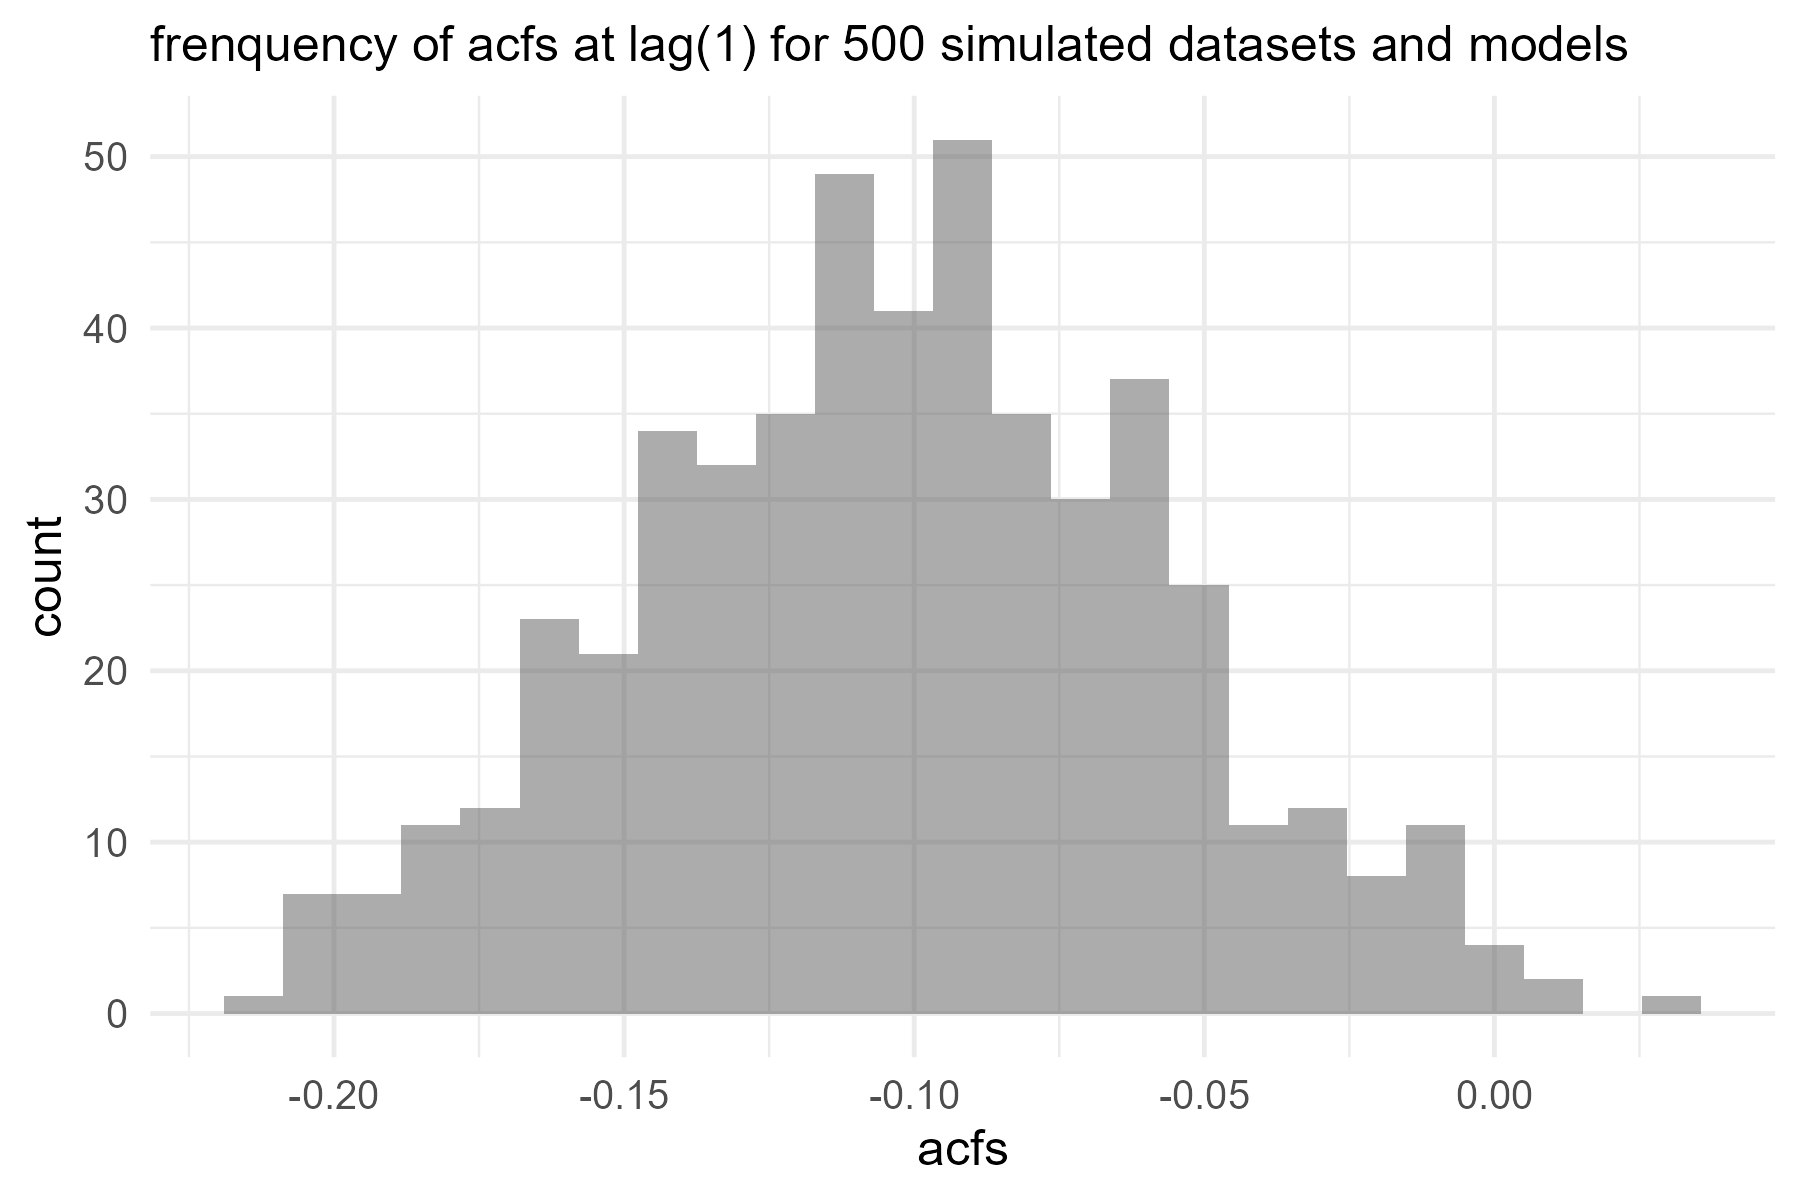 frenquency of acfs at lag(1) for 500 simulated datasets and models
50
40
30
20
10
0
count
-0.20 -0.15 -0.10 -0.05 0.00
acfs